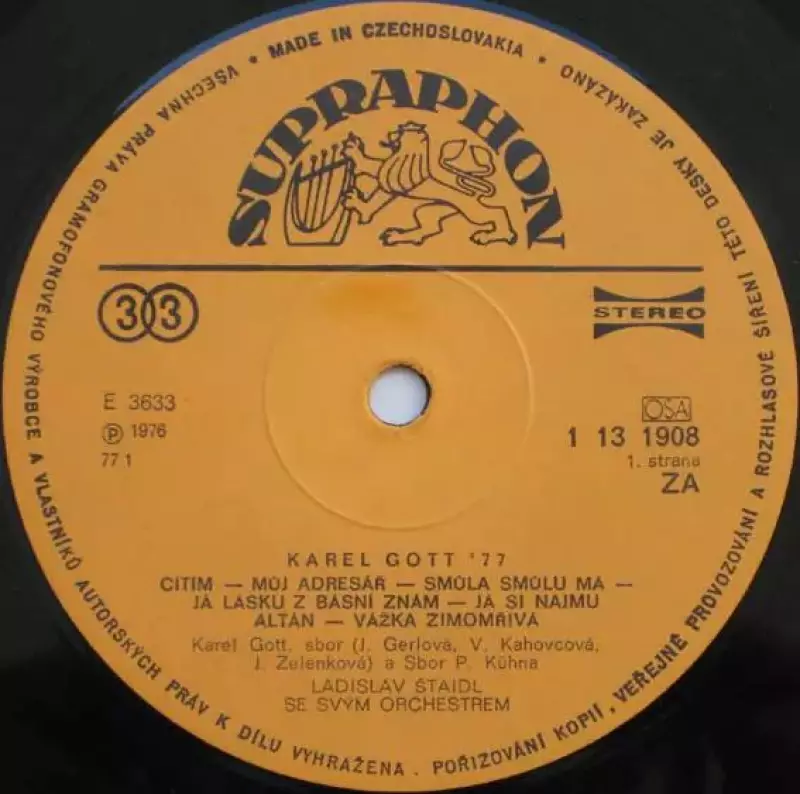 MADE IN CZECHOSLOVAKIA
SUPRAPHON
33
STEREO
E 3633
Ⓟ 1976
77 1
OSA
1 13 1908
1. strana
ZA
KAREL GOTT '77
CÍTÍM — MŮJ ADRESÁŘ — SMŮLA SMŮLU MÁ —
JÁ LÁSKU Z BÁSNÍ ZNÁM — JÁ SI NAJMU
ALTÁN — VÁŽKA ZIMOMŘIVÁ
Karel Gott, sbor (J. Gerlová, V. Kahovcová,
J. Zelenková) a Sbor P. Kühna
LADISLAV ŠTAIDL
SE SVÝM ORCHESTREM
VŠECHNA PRÁVA GRAMOFONOVÉHO VÝROBCE A VLASTNÍKŮ AUTORSKÝCH PRÁV K DÍLU VYHRAŽENA. POŘIZOVÁNÍ KOPIÍ, VEŘEJNÉ PROVOZOVÁNÍ A ROZHLASOVÉ ŠÍŘENÍ TÉTO DESKY JE ZAKÁZÁNO